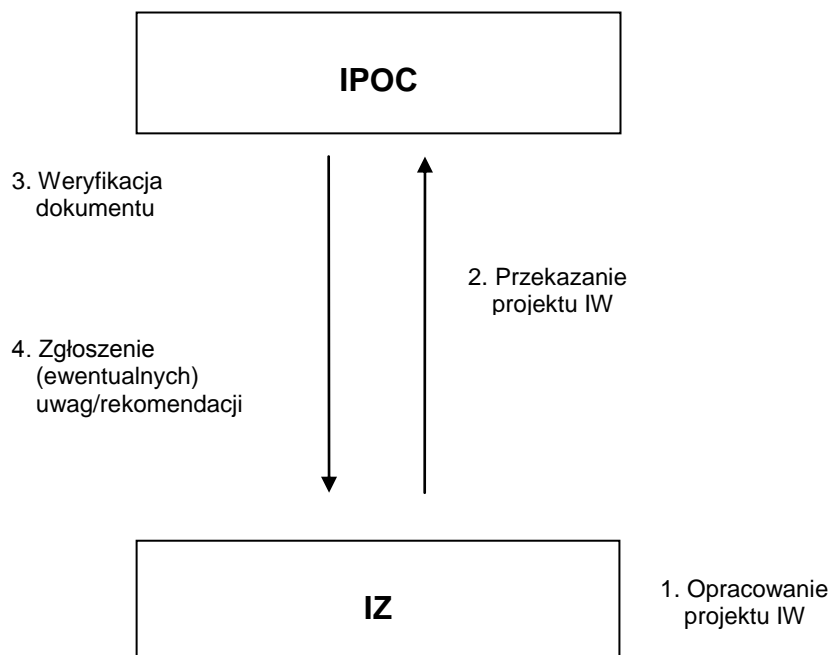 IPOC
3. Weryfikacja
dokumentu
2. Przekazanie
projektu IW
4. Zgłoszenie
(ewentualnych)
uwag/rekomendacji
IZ
1. Opracowanie
projektu IW